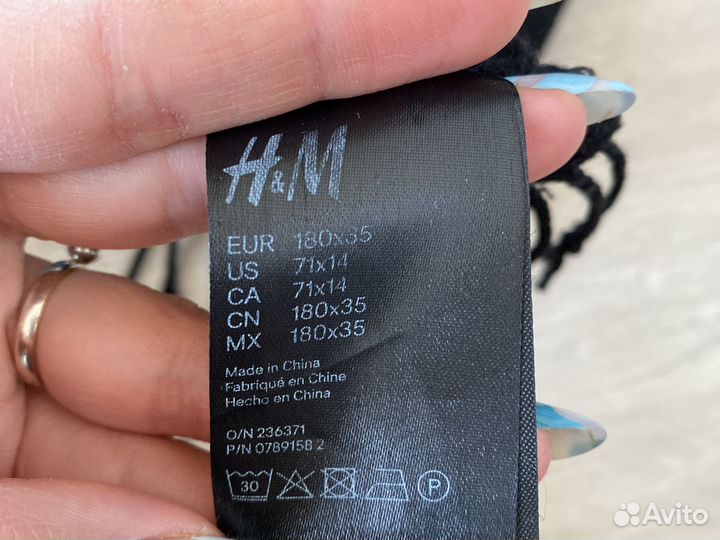 H&M
EUR 180x35
US 71x14
CA 71x14
CN 180x35
MX 180x35
Made in China
Fabriqué en Chine
Hecho en China
O/N 236371
P/N 0789158 2
30 P
Avito